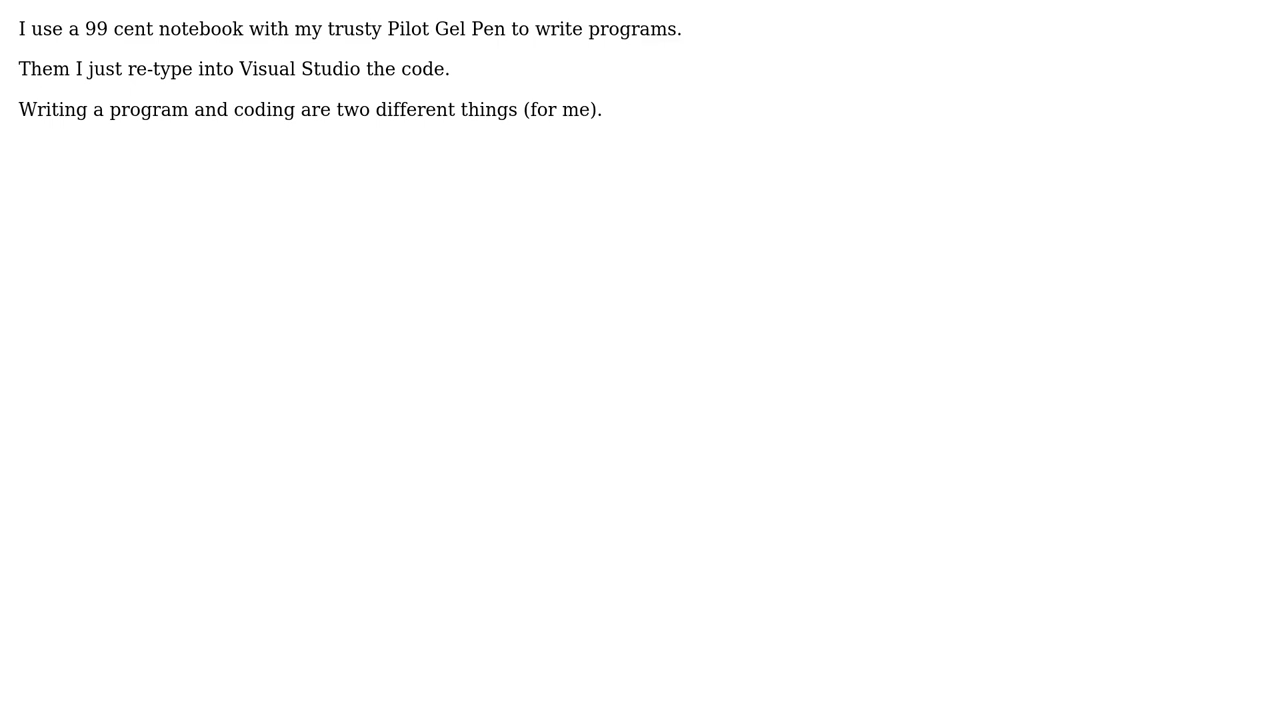 I use a 99 cent notebook with my trusty Pilot Gel Pen to write programs.
Them I just re-type into Visual Studio the code.
Writing a program and coding are two different things (for me).